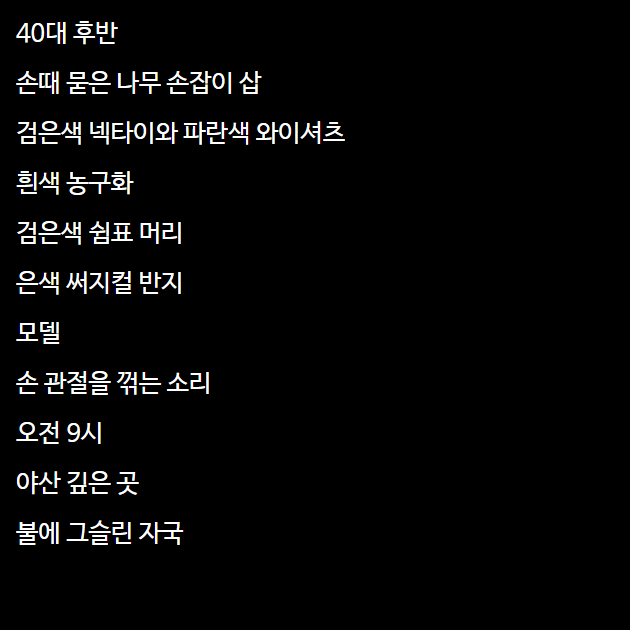 40대 후반
손때 묻은 나무 손잡이 삽
검은색 넥타이와 파란색 와이셔츠
흰색 농구화
검은색 쉼표 머리
은색 써지컬 반지
모델
손 관절을 꺾는 소리
오전 9시
야산 깊은 곳
불에 그슬린 자국